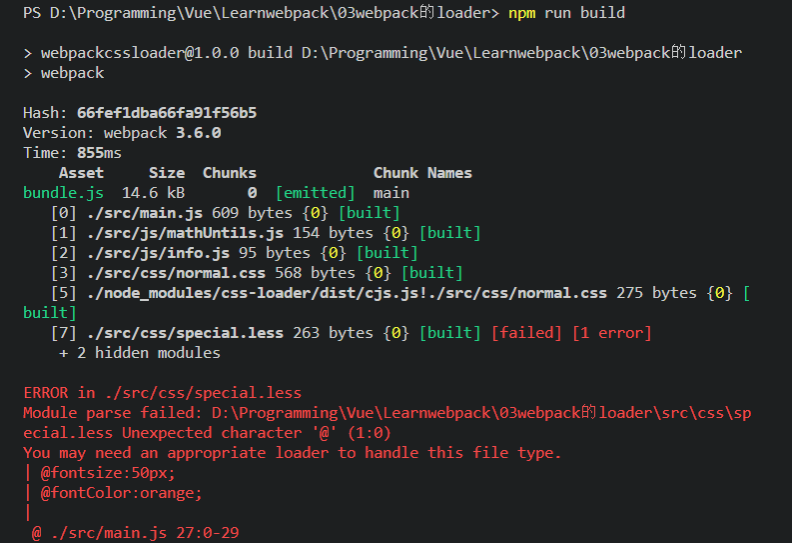 PS D:\Programming\Vue\Learnwebpack\03webpack的loader> npm run build
> webpackcssloader@1.0.0 build D:\Programming\Vue\Learnwebpack\03webpack的loader
> webpack
Hash: 66fef1dba66fa91f56b5
Version: webpack 3.6.0
Time: 855ms
Asset Size Chunks Chunk Names
bundle.js 14.6 kB 0 [emitted] main
[0] ./src/main.js 609 bytes {0} [built]
[1] ./src/js/mathUntils.js 154 bytes {0} [built]
[2] ./src/js/info.js 95 bytes {0} [built]
[3] ./src/css/normal.css 568 bytes {0} [built]
[5] ./node_modules/css-loader/dist/cjs.js!./src/css/normal.css 275 bytes {0} [
built]
[7] ./src/css/special.less 263 bytes {0} [built] [failed] [1 error]
+ 2 hidden modules
ERROR in ./src/css/special.less
Module parse failed: D:\Programming\Vue\Learnwebpack\03webpack的loader\src\css\sp
ecial.less Unexpected character '@' (1:0)
You may need an appropriate loader to handle this file type.
| @fontsize:50px;
| @fontColor:orange;
|
@ ./src/main.js 27:0-29